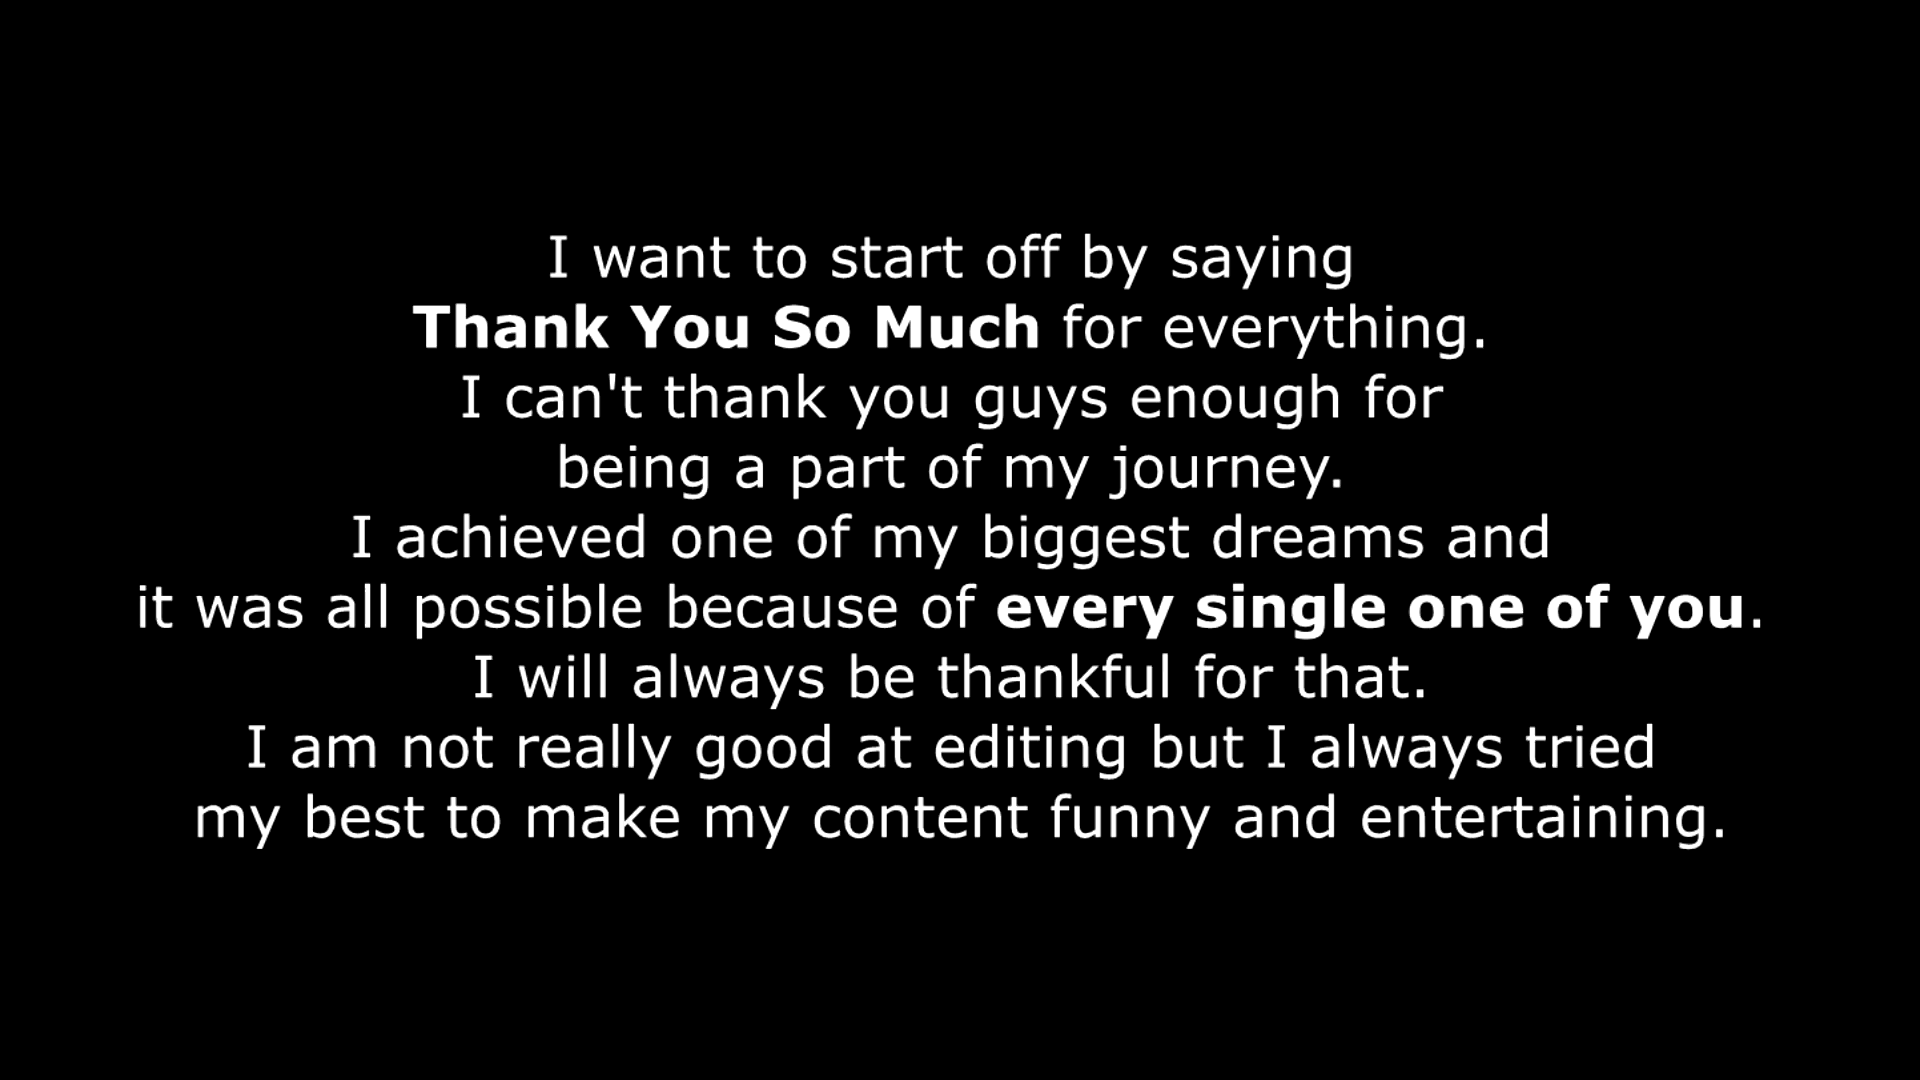 I want to start off by saying
Thank You So Much for everything.
I can't thank you guys enough for
being a part of my journey.
I achieved one of my biggest dreams and
it was all possible because of every single one of you.
I will always be thankful for that.
I am not really good at editing but I always tried
my best to make my content funny and entertaining.